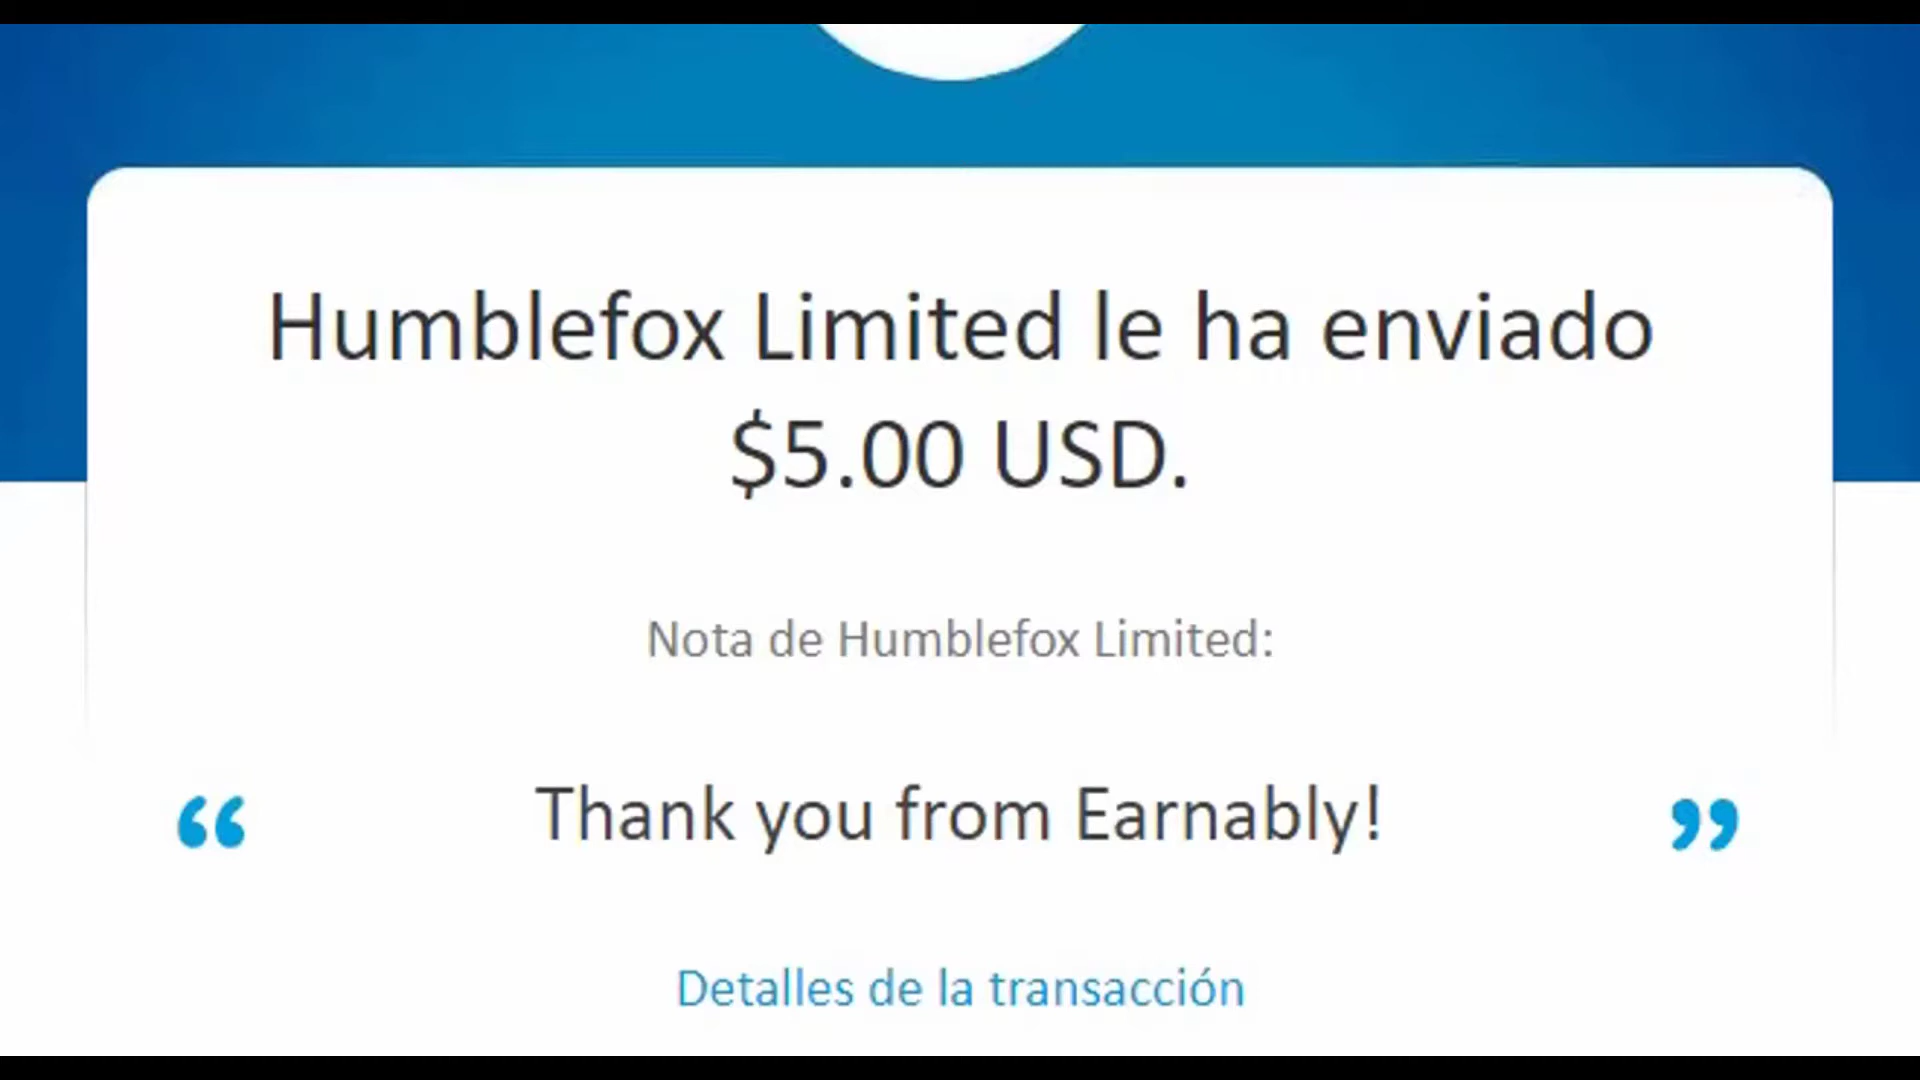 Humblefox Limited le ha enviado
$5.00 USD.
Nota de Humblefox Limited:
“ Thank you from Earnably! ”
Detalles de la transacción